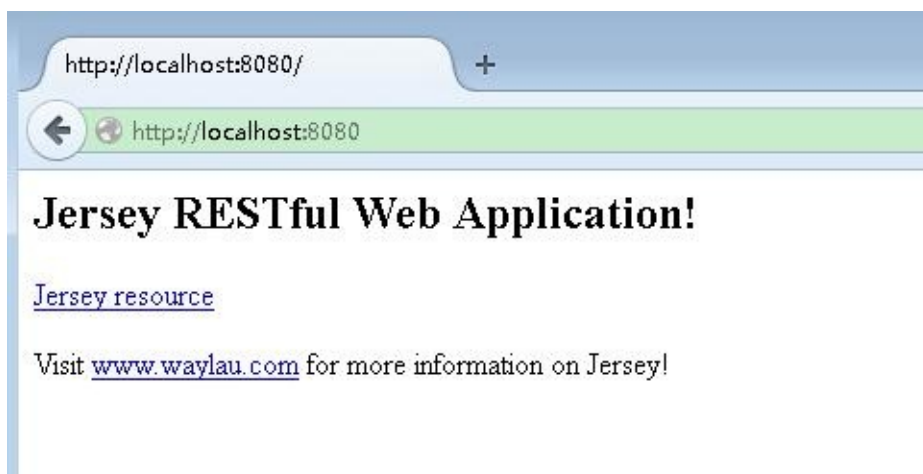 http://localhost:8080/
http://localhost:8080
Jersey RESTful Web Application!
Jersey resource
Visit www.waylau.com for more information on Jersey!